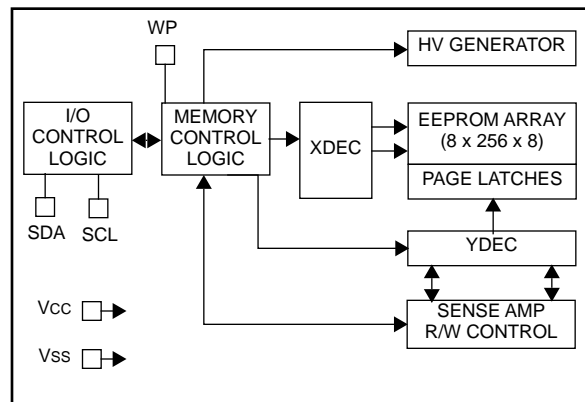 WP
HV GENERATOR
I/O
CONTROL
LOGIC
MEMORY
CONTROL
LOGIC
XDEC
EEPROM ARRAY
(8 x 256 x 8)
PAGE LATCHES
SDA
SCL
YDEC
VCC
SENSE AMP
R/W CONTROL
VSS